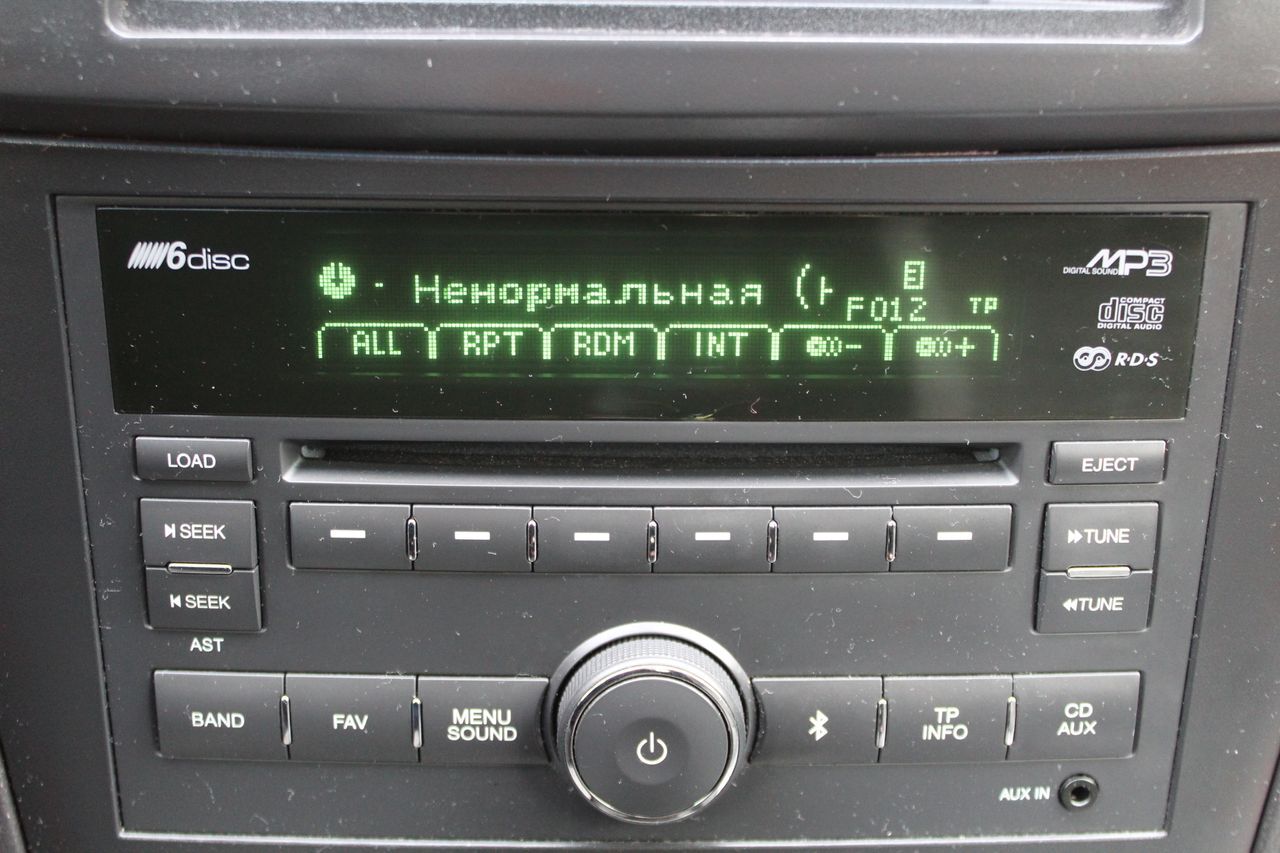 6disc
- Ненормальная (
F012
TP
ALL RPT RDM INT - +
DIGITAL SOUND MP3
COMPACT
disc
DIGITAL AUDIO
R·D·S
LOAD
EJECT
SEEK
TUNE
SEEK
TUNE
AST
BAND
FAV
MENU
SOUND
TP
INFO
CD
AUX
AUX IN